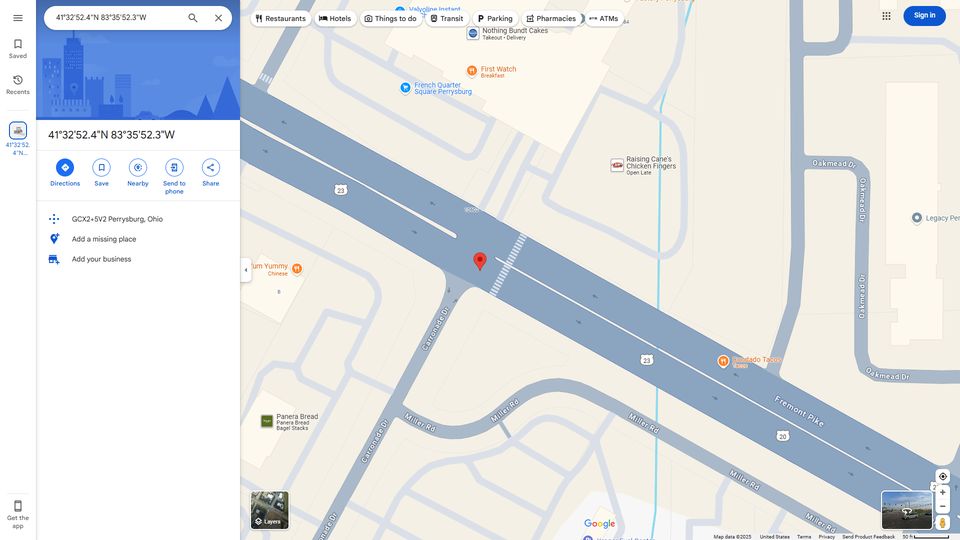 41°32'52.4"N 83°35'52.3"W
Restaurants
Hotels
Things to do
Transit
Parking
Pharmacies
ATMs
Sign in
Saved
Recents
41°32'52.
4"N...
Get the
app
41°32'52.4"N 83°35'52.3"W
Directions
Save
Nearby
Send to
phone
Share
GCX2+5V2 Perrysburg, Ohio
Add a missing place
Add your business
Valvoline Instant
Nothing Bundt Cakes
Takeout • Delivery
First Watch
Breakfast
French Quarter
Square Perrysburg
Raising Cane's
Chicken Fingers
Open Late
Oakmead Dr
Oakmead Dr
Oakmead Dr
Oakmead Dr
Legacy Per
23
Yum Yummy
Chinese
8
Carronade Dr
23
Tacos
Fremont Pike
20
Panera Bread
Panera Bread
Bagel Stacks
Carronade Dr
Miller Rd
Miller Rd
Miller Rd
Miller Rd
Miller Rd
Layers
Google
Map data ©2025
United States
Terms
Privacy
Send Product Feedback
50 ft